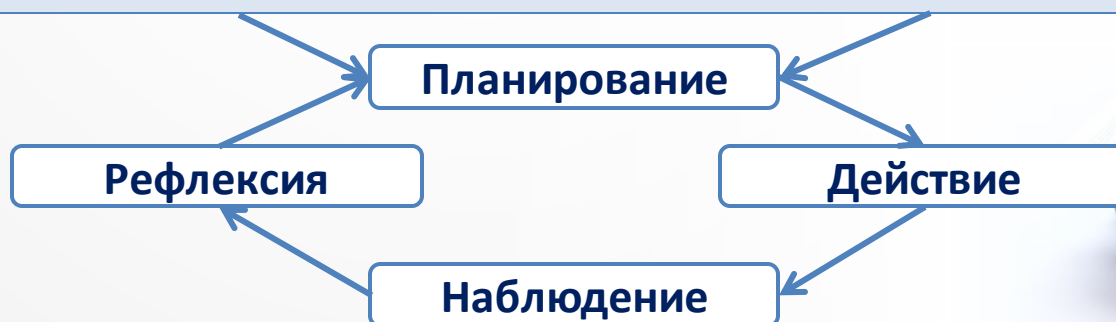 Планирование
Рефлексия
Действие
Наблюдение